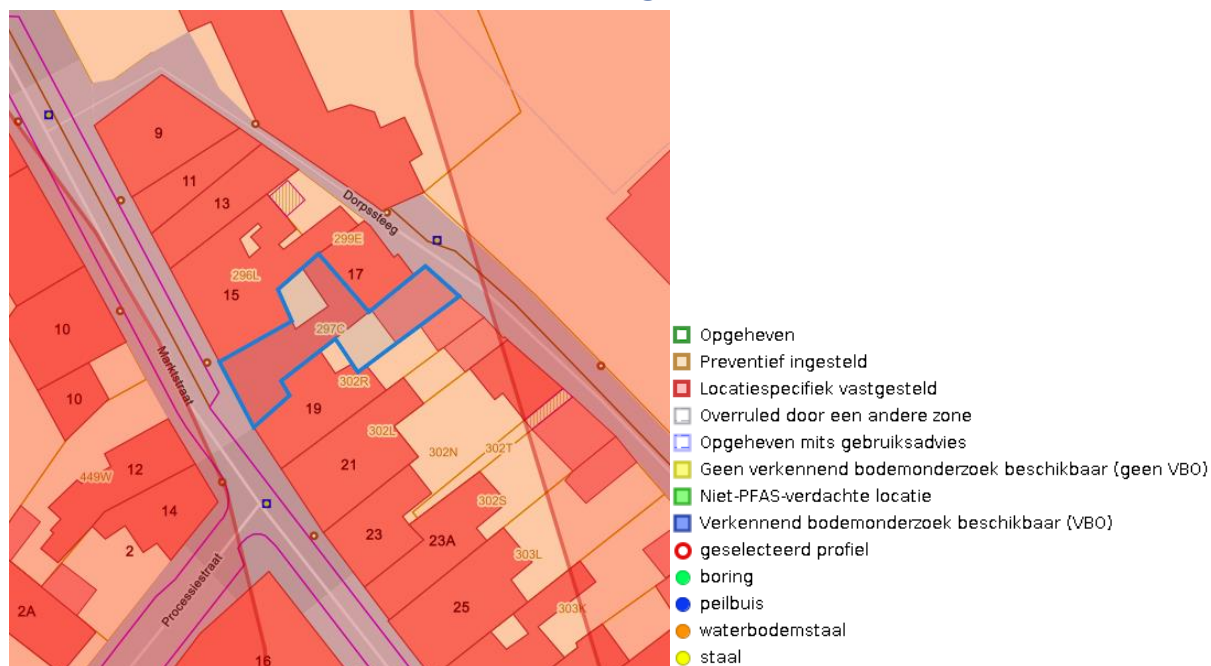 9
11
13
Dorpssteeg
299E
17
296L
15
297C
10
Marktstraat
302R
10
19
302L
302N
302T
12
21
449W
302S
14
23
23A
2
303L
Processiestraat
25
303K
2A
16
Opgeheven
Preventief ingesteld
Locatiespecifiek vastgesteld
Overruled door een andere zone
Opgeheven mits gebruiksadvies
Geen verkennend bodemonderzoek beschikbaar (geen VBO)
Niet-PFAS-verdachte locatie
Verkennend bodemonderzoek beschikbaar (VBO)
geselecteerd profiel
boring
peilbuis
waterbodemstaal
staal